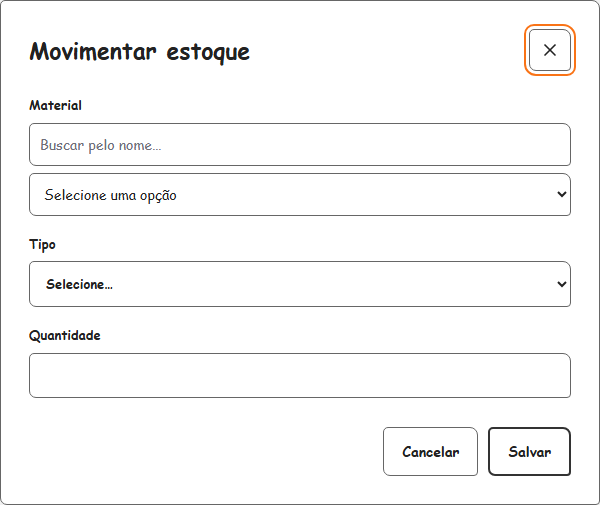 Movimentar estoque
Material
Buscar pelo nome...
Selecione uma opção
Tipo
Selecione...
Quantidade
Cancelar
Salvar